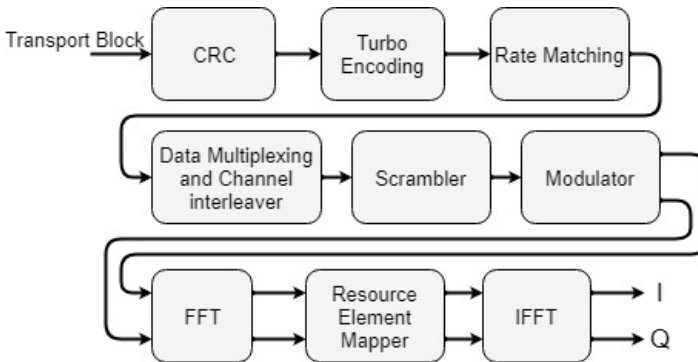 Transport Block
CRC
Turbo
Encoding
Rate Matching
Data Multiplexing
and Channel
interleaver
Scrambler
Modulator
FFT
Resource
Element
Mapper
IFFT
I
Q